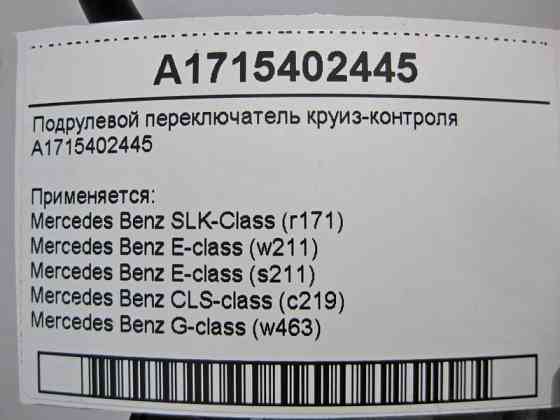 A1715402445
Подрулевой переключатель круиз-контроля
A1715402445
Применяется:
Mercedes Benz SLK-Class (r171)
Mercedes Benz E-class (w211)
Mercedes Benz E-class (s211)
Mercedes Benz CLS-class (c219)
Mercedes Benz G-class (w463)